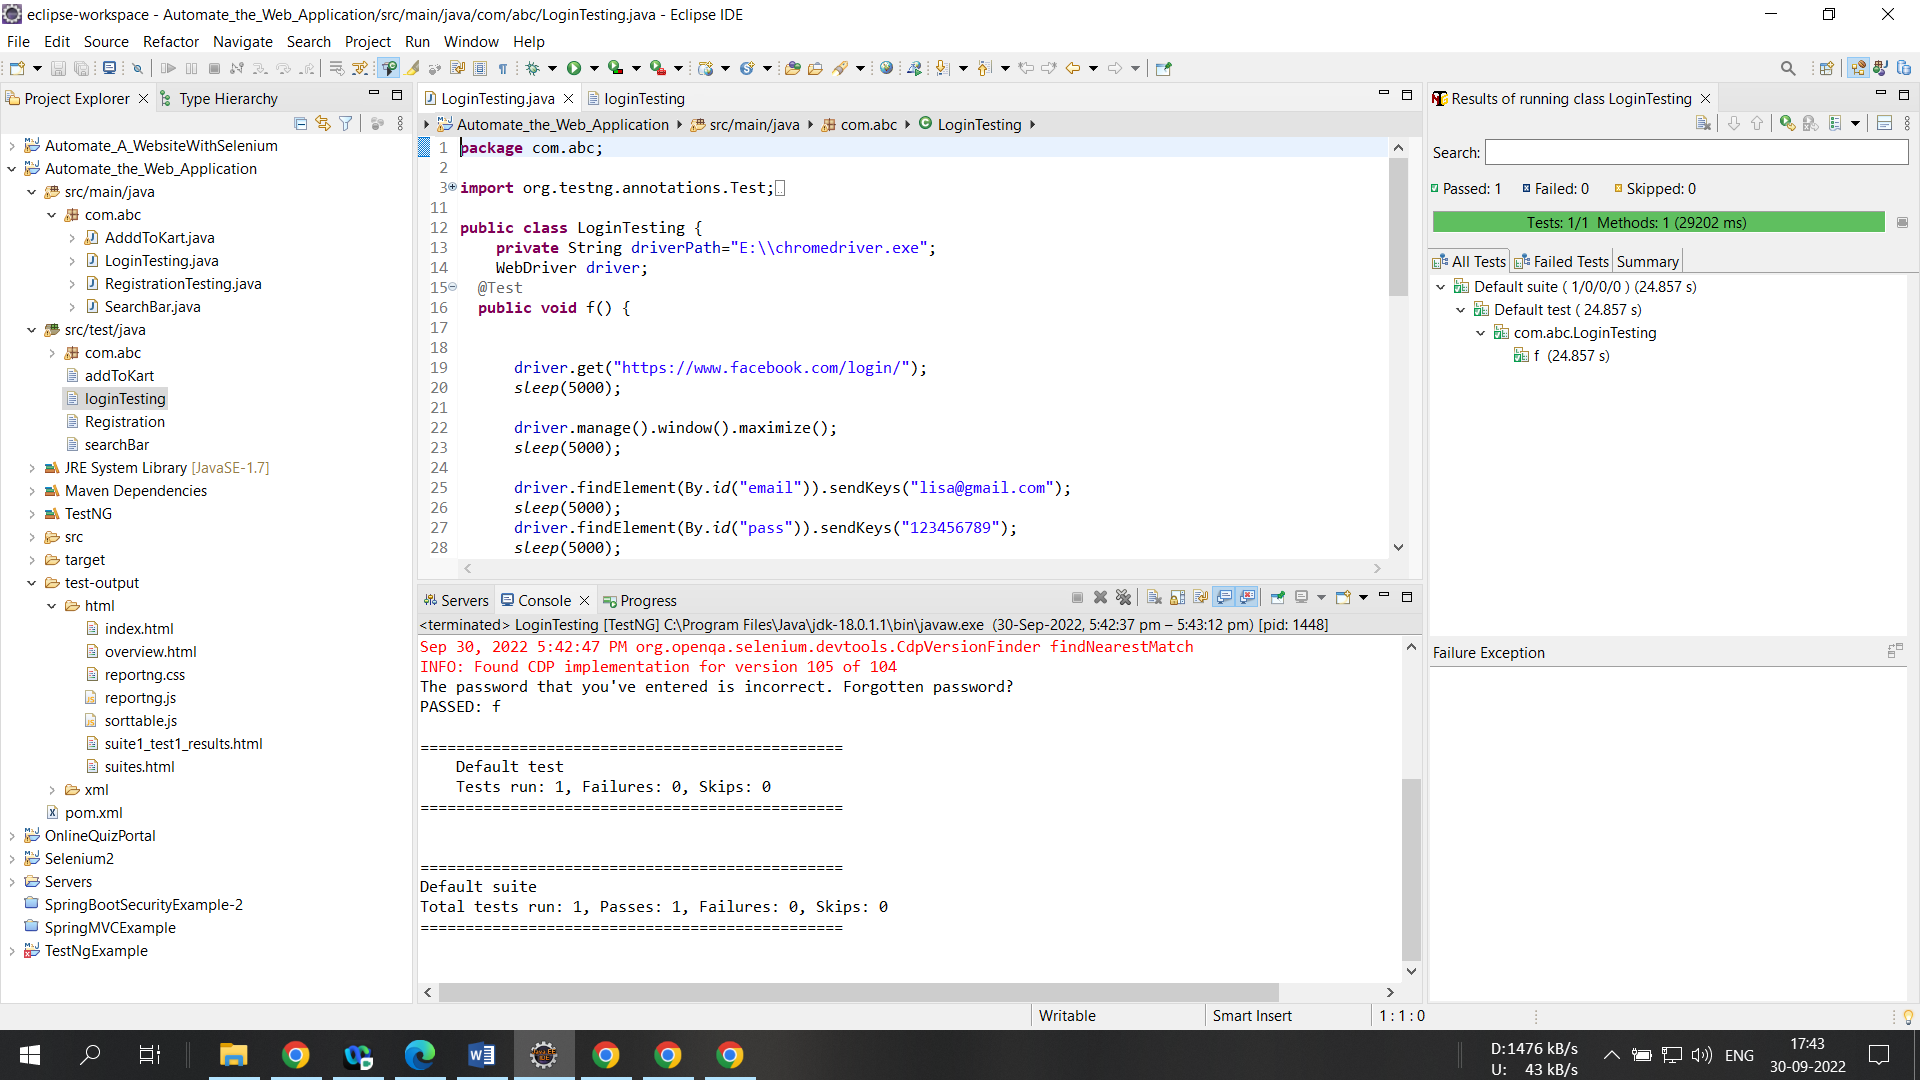 eclipse-workspace - Automate_the_Web_Application/src/main/java/com/abc/LoginTesting.java - Eclipse IDE
File Edit Source Refactor Navigate Search Project Run Window Help
Project Explorer
Type Hierarchy
Automate_A_WebsiteWithSelenium
Automate_the_Web_Application
src/main/java
com.abc
AdddToKart.java
LoginTesting.java
RegistrationTesting.java
SearchBar.java
src/test/java
com.abc
addToKart
loginTesting
Registration
searchBar
JRE System Library [JavaSE-1.7]
Maven Dependencies
TestNG
src
target
test-output
html
index.html
overview.html
reportng.css
reportng.js
sorttable.js
suite1_test1_results.html
suites.html
xml
pom.xml
OnlineQuizPortal
Selenium2
Servers
SpringBootSecurityExample-2
SpringMVCExample
TestNgExample
LoginTesting.java
loginTesting
Automate_the_Web_Application src/main/java com.abc LoginTesting
1 package com.abc;
2
3 import org.testng.annotations.Test;
11
12 public class LoginTesting {
13 private String driverPath="E:\\chromedriver.exe";
14 WebDriver driver;
15 @Test
16 public void f() {
17
18
19 driver.get("https://www.facebook.com/login/");
20 sleep(5000);
21
22 driver.manage().window().maximize();
23 sleep(5000);
24
25 driver.findElement(By.id("email")).sendKeys("lisa@gmail.com");
26 sleep(5000);
27 driver.findElement(By.id("pass")).sendKeys("123456789");
28 sleep(5000);
Servers Console Progress
<terminated> LoginTesting [TestNG] C:\Program Files\Java\jdk-18.0.1.1\bin\javaw.exe (30-Sep-2022, 5:42:37 pm – 5:43:12 pm) [pid: 1448]
Sep 30, 2022 5:42:47 PM org.openqa.selenium.devtools.CdpVersionFinder findNearestMatch
INFO: Found CDP implementation for version 105 of 104
The password that you've entered is incorrect. Forgotten password?
PASSED: f
===============================================
Default test
Tests run: 1, Failures: 0, Skips: 0
===============================================
===============================================
Default suite
Total tests run: 1, Passes: 1, Failures: 0, Skips: 0
===============================================
Results of running class LoginTesting
Search:
Passed: 1 Failed: 0 Skipped: 0
Tests: 1/1 Methods: 1 (29202 ms)
All Tests Failed Tests Summary
Default suite ( 1/0/0/0 ) (24.857 s)
Default test ( 24.857 s)
com.abc.LoginTesting
f (24.857 s)
Failure Exception
Writable Smart Insert 1 : 1 : 0
D:1476 kB/s
U: 43 kB/s
ENG
17:43
30-09-2022